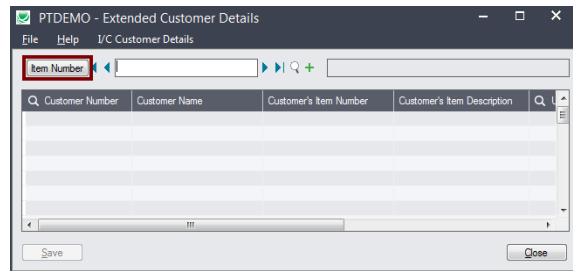 PTDEMO - Extended Customer Details
File Help I/C Customer Details
Item Number
Customer Number Customer Name Customer's Item Number Customer's Item Description
Save Close